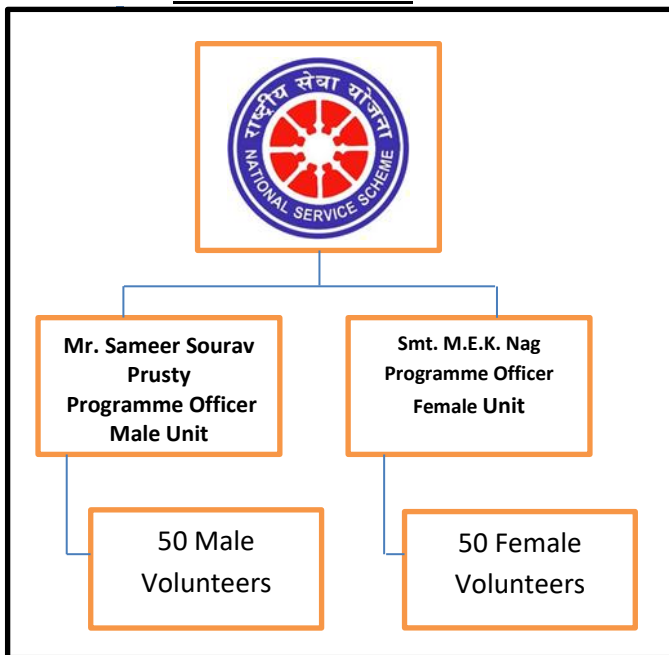 राष्ट्रीय सेवा योजना
NATIONAL SERVICE SCHEME
Mr. Sameer Sourav
Prusty
Programme Officer
Male Unit
Smt. M.E.K. Nag
Programme Officer
Female Unit
50 Male
Volunteers
50 Female
Volunteers